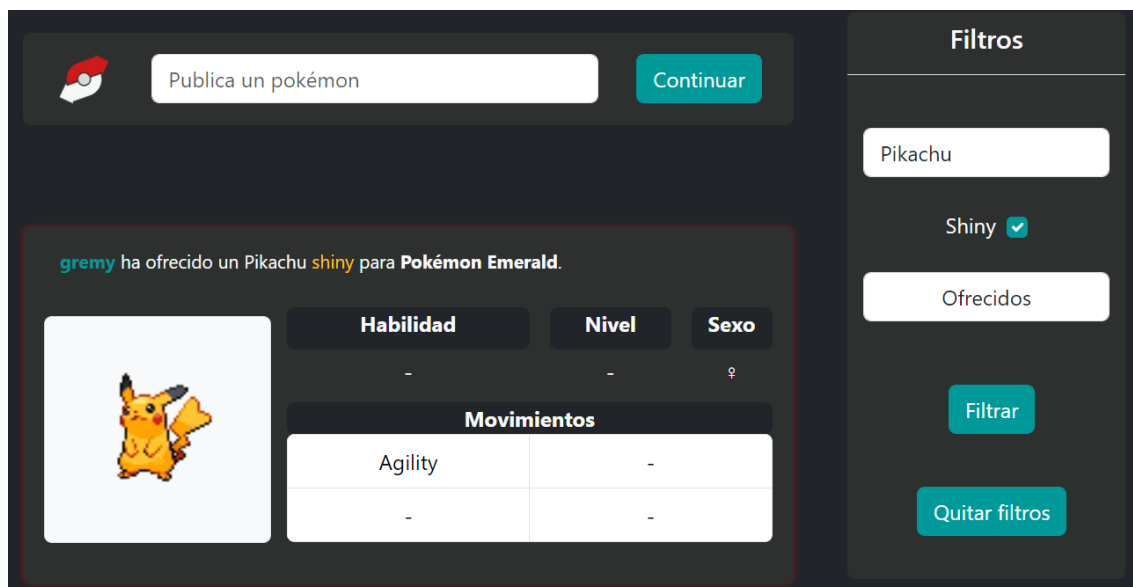 Publica un pokémon
Continuar
gremy ha ofrecido un Pikachu shiny para Pokémon Emerald.
Habilidad Nivel Sexo
- - ♀
Movimientos
Agility -
- -
Filtros
Pikachu
Shiny
Ofrecidos
Filtrar
Quitar filtros